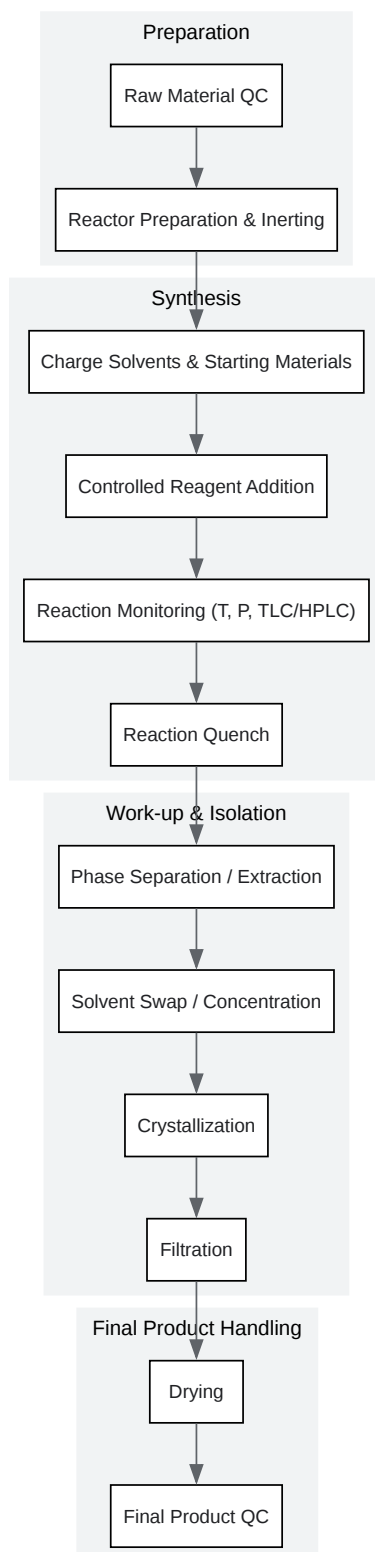 Preparation
Raw Material QC
Reactor Preparation & Inerting
Synthesis
Charge Solvents & Starting Materials
Controlled Reagent Addition
Reaction Monitoring (T, P, TLC/HPLC)
Reaction Quench
Work-up & Isolation
Phase Separation / Extraction
Solvent Swap / Concentration
Crystallization
Filtration
Final Product Handling
Drying
Final Product QC